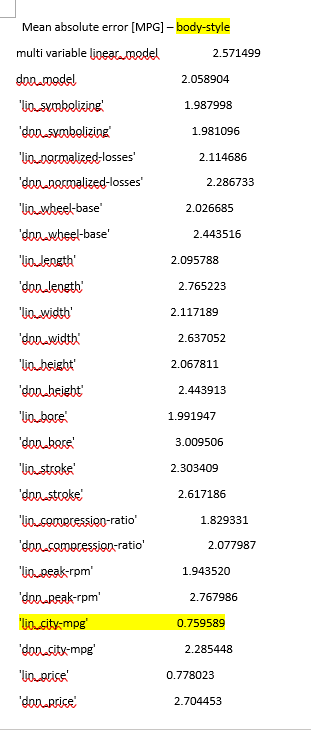 Mean absolute error [MPG] – body-style
multi variable linear_model 2.571499
dnn_model 2.058904
'lin_symbolizing' 1.987998
'dnn_symbolizing' 1.981096
'lin_normalized-losses' 2.114686
'dnn_normalized-losses' 2.286733
'lin_wheel-base' 2.026685
'dnn_wheel-base' 2.443516
'lin_length' 2.095788
'dnn_length' 2.765223
'lin_width' 2.117189
'dnn_width' 2.637052
'lin_height' 2.067811
'dnn_height' 2.443913
'lin_bore' 1.991947
'dnn_bore' 3.009506
'lin_stroke' 2.303409
'dnn_stroke' 2.617186
'lin_compression-ratio' 1.829331
'dnn_compression-ratio' 2.077987
'lin_peak-rpm' 1.943520
'dnn_peak-rpm' 2.767986
'lin_city-mpg' 0.759589
'dnn_city-mpg' 2.285448
'lin_price' 0.778023
'dnn_price' 2.704453